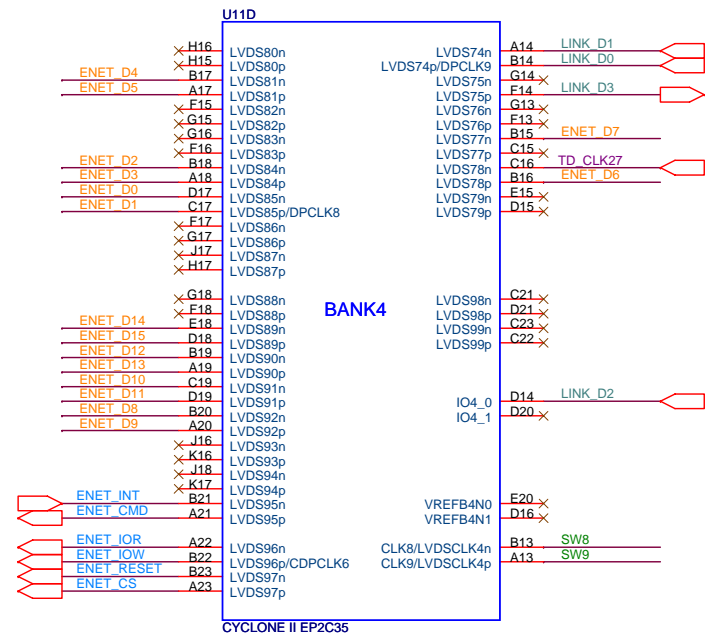 U11D
H16 LVDS80n LVDS74n A14 LINK_D1
H15 LVDS80p LVDS74p/DPCLK9 B14 LINK_D0
ENET_D4 B17 LVDS81n LVDS75n G14
ENET_D5 A17 LVDS81p LVDS75p F14 LINK_D3
F15 LVDS82n LVDS76n G13
G15 LVDS82p LVDS76p F13
G16 LVDS83n LVDS77n B15 ENET_D7
F16 LVDS83p LVDS77p C15
ENET_D2 B18 LVDS84n LVDS78n C16 TD_CLK27
ENET_D3 A18 LVDS84p LVDS78p B16 ENET_D6
ENET_D0 D17 LVDS85n LVDS79n E15
ENET_D1 C17 LVDS85p/DPCLK8 LVDS79p D15
F17 LVDS86n
G17 LVDS86p
J17 LVDS87n
H17 LVDS87p
G18 LVDS88n LVDS98n C21
F18 LVDS88p BANK4 LVDS98p D21
ENET_D14 E18 LVDS89n LVDS99n C23
ENET_D15 D18 LVDS89p LVDS99p C22
ENET_D12 B19 LVDS90n
ENET_D13 A19 LVDS90p
ENET_D10 C19 LVDS91n
ENET_D11 D19 LVDS91p IO4_0 D14 LINK_D2
ENET_D8 B20 LVDS92n IO4_1 D20
ENET_D9 A20 LVDS92p
J16 LVDS93n
K16 LVDS93p
J18 LVDS94n
K17 LVDS94p
ENET_INT B21 LVDS95n VREFB4N0 E20
ENET_CMD A21 LVDS95p VREFB4N1 D16
ENET_IOR A22 LVDS96n CLK8/LVDSCLK4n B13 SW8
ENET_IOW B22 LVDS96p/CDPCLK6 CLK9/LVDSCLK4p A13 SW9
ENET_RESET B23 LVDS97n
ENET_CS A23 LVDS97p
CYCLONE II EP2C35